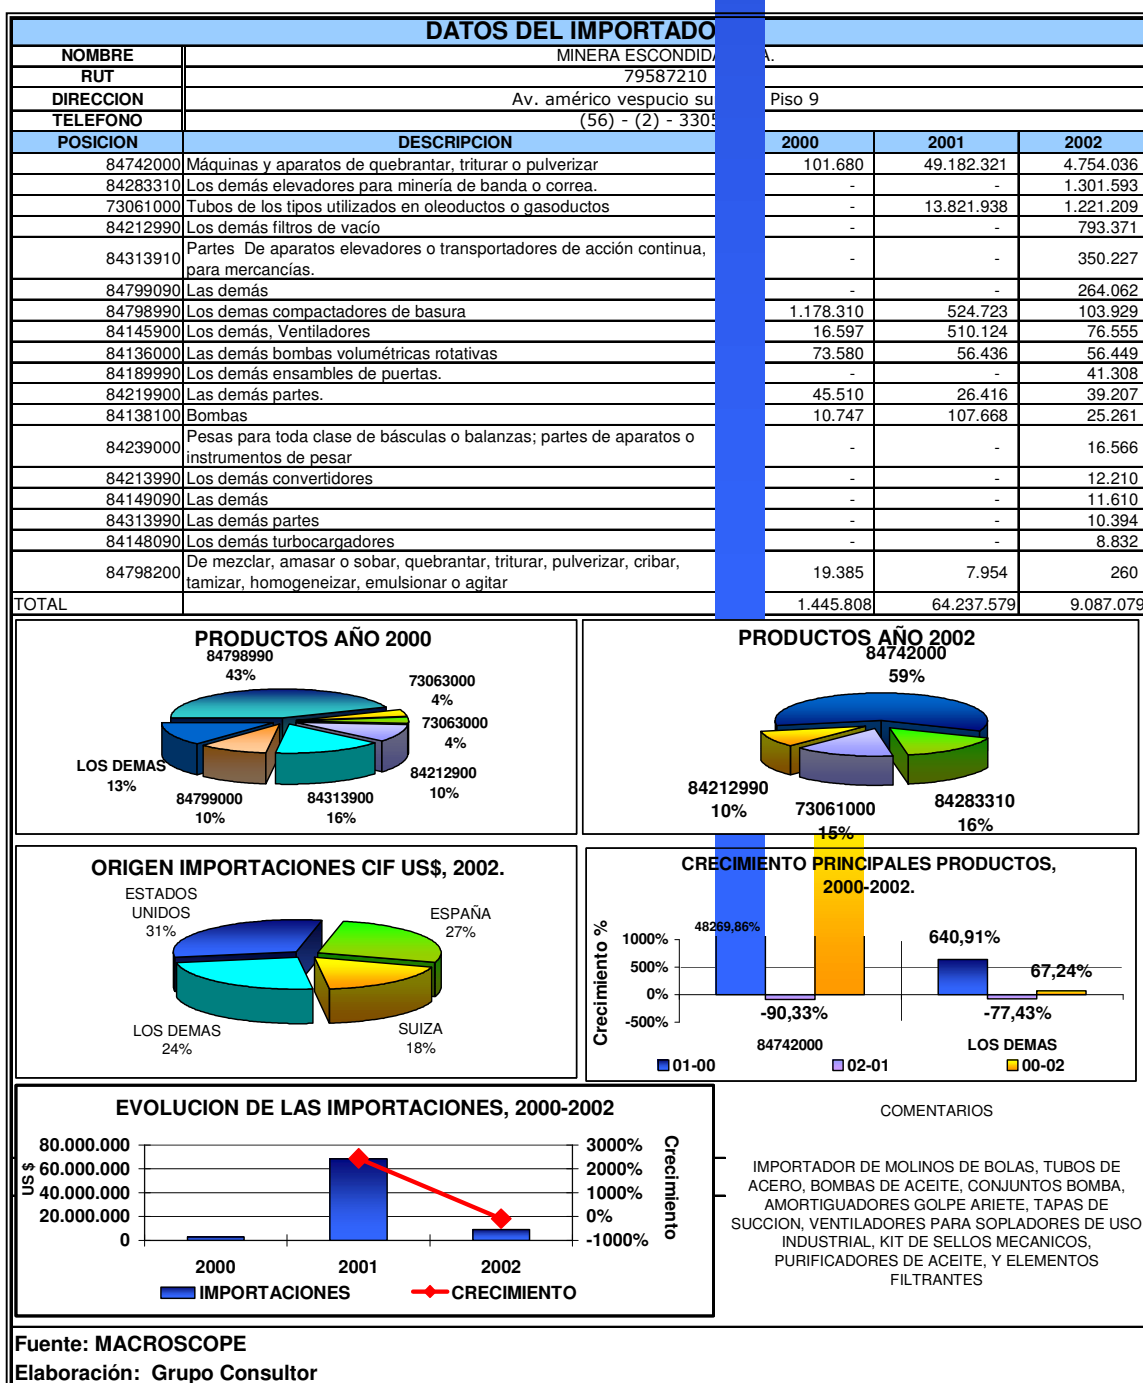 DATOS DEL IMPORTADO
NOMBRE MINERA ESCONDIDA A.
RUT 79587210
DIRECCION Av. américo vespucio su Piso 9
TELEFONO (56) - (2) - 330
POSICION DESCRIPCION 2000 2001 2002
84742000 Máquinas y aparatos de quebrantar, triturar o pulverizar 101.680 49.182.321 4.754.036
84283310 Los demás elevadores para minería de banda o correa. - - 1.301.593
73061000 Tubos de los tipos utilizados en oleoductos o gasoductos - 13.821.938 1.221.209
84212990 Los demás filtros de vacío - - 793.371
84313910 Partes De aparatos elevadores o transportadores de acción continua,
para mercancías. - - 350.227
84799090 Las demás - - 264.062
84798990 Los demas compactadores de basura 1.178.310 524.723 103.929
84145900 Los demás, Ventiladores 16.597 510.124 76.555
84136000 Las demás bombas volumétricas rotativas 73.580 56.436 56.449
84189990 Los demás ensambles de puertas. - - 41.308
84219900 Las demás partes. 45.510 26.416 39.207
84138100 Bombas 10.747 107.668 25.261
84239000 Pesas para toda clase de básculas o balanzas; partes de aparatos o
instrumentos de pesar - - 16.566
84213990 Los demás convertidores - - 12.210
84149090 Las demás - - 11.610
84313990 Las demás partes - - 10.394
84148090 Los demás turbocargadores - - 8.832
84798200 De mezclar, amasar o sobar, quebrantar, triturar, pulverizar, cribar,
tamizar, homogeneizar, emulsionar o agitar 19.385 7.954 260
TOTAL 1.445.808 64.237.579 9.087.079
PRODUCTOS AÑO 2000
84798990
43%
73063000
4%
73063000
4%
84212900
10%
84313900
16%
84799000
10%
LOS DEMAS
13%
PRODUCTOS AÑO 2002
84742000
59%
84283310
16%
73061000
15%
84212990
10%
ORIGEN IMPORTACIONES CIF US$, 2002.
ESTADOS
UNIDOS
31%
ESPAÑA
27%
SUIZA
18%
LOS DEMAS
24%
CRECIMIENTO PRINCIPALES PRODUCTOS,
2000-2002.
Crecimiento %
1000%
500%
0%
-500%
48269,86%
-90,33%
640,91%
-77,43%
67,24%
84742000 LOS DEMAS
01-00 02-01 00-02
EVOLUCION DE LAS IMPORTACIONES, 2000-2002
US $
80.000.000
60.000.000
40.000.000
20.000.000
0
3000%
2000%
1000%
0%
-1000%
Crecimiento
2000 2001 2002
IMPORTACIONES CRECIMIENTO
COMENTARIOS
IMPORTADOR DE MOLINOS DE BOLAS, TUBOS DE
ACERO, BOMBAS DE ACEITE, CONJUNTOS BOMBA,
AMORTIGUADORES GOLPE ARIETE, TAPAS DE
SUCCION, VENTILADORES PARA SOPLADORES DE USO
INDUSTRIAL, KIT DE SELLOS MECANICOS,
PURIFICADORES DE ACEITE, Y ELEMENTOS
FILTRANTES
Fuente: MACROSCOPE
Elaboración: Grupo Consultor